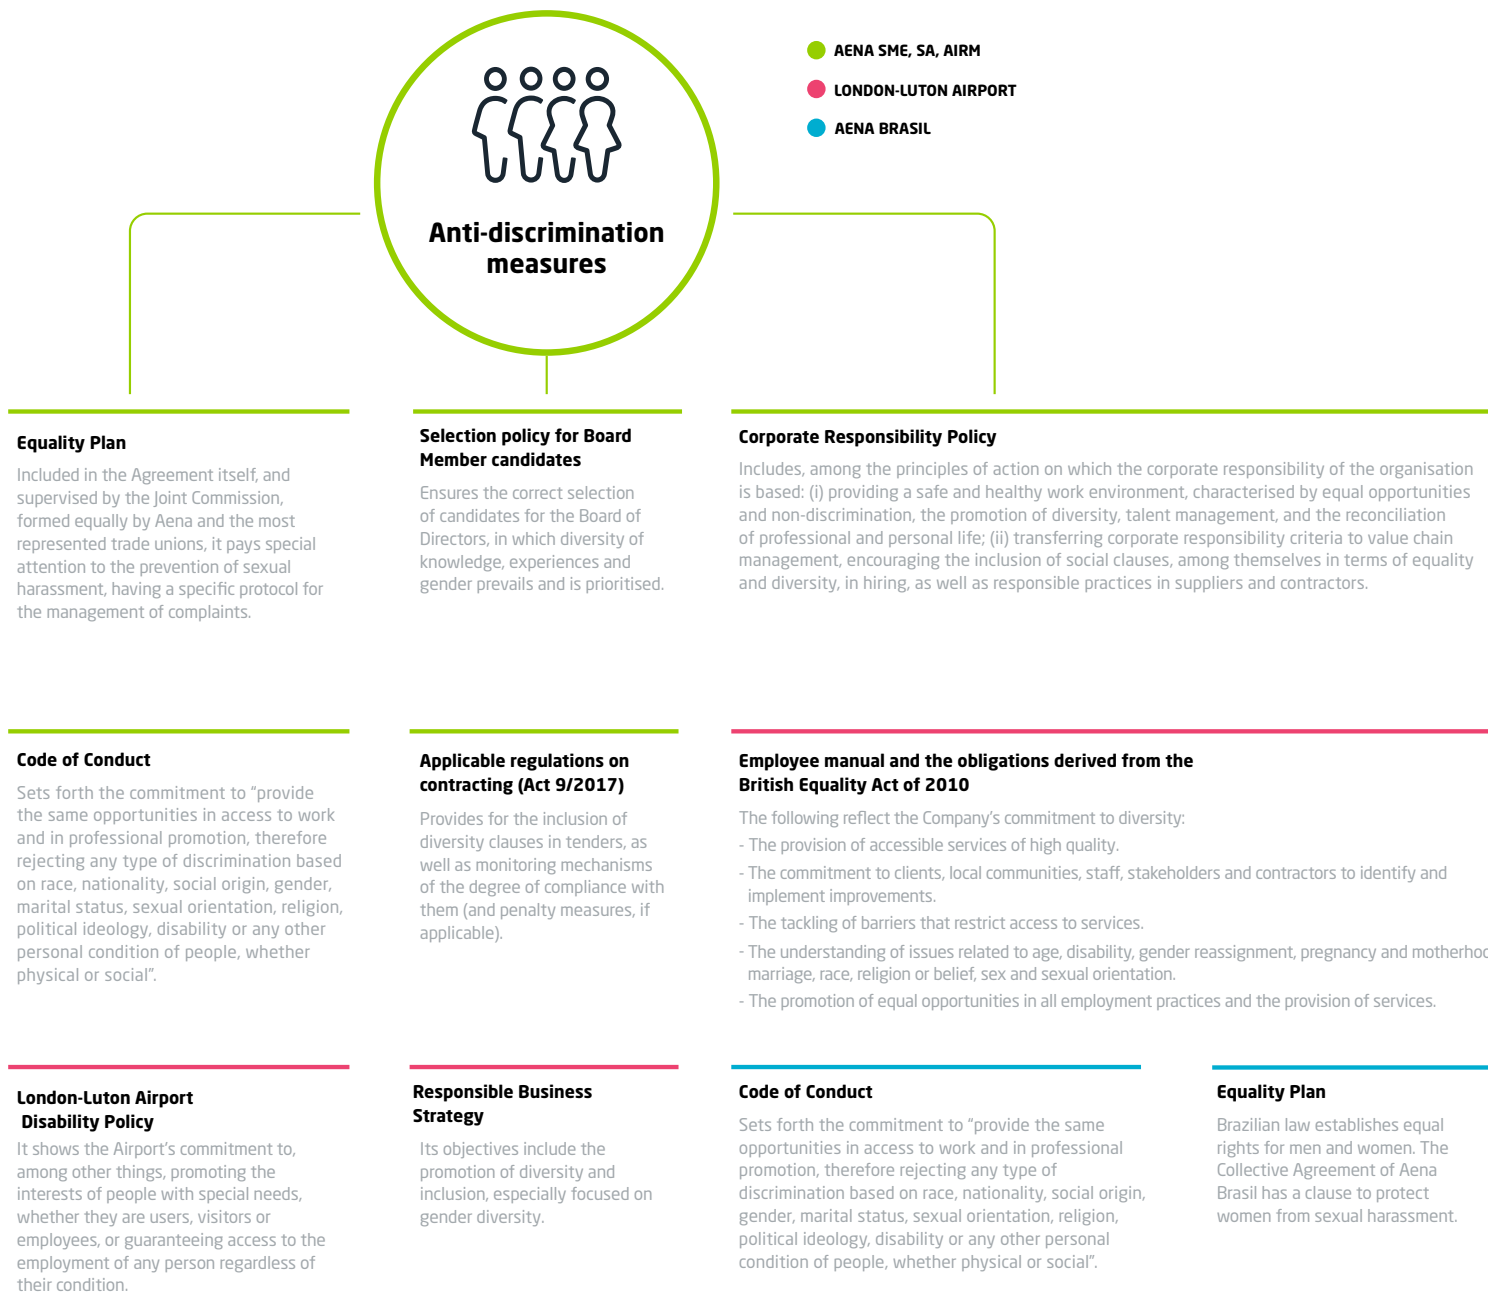 Anti-discrimination
measures
AENA SME, SA, AIRM
LONDON-LUTON AIRPORT
AENA BRASIL
Equality Plan
Included in the Agreement itself, and
supervised by the Joint Commission,
formed equally by Aena and the most
represented trade unions, it pays special
attention to the prevention of sexual
harassment, having a specific protocol for
the management of complaints.
Selection policy for Board
Member candidates
Ensures the correct selection
of candidates for the Board of
Directors, in which diversity of
knowledge, experiences and
gender prevails and is prioritised.
Corporate Responsibility Policy
Includes, among the principles of action on which the corporate responsibility of the organisation
is based: (i) providing a safe and healthy work environment, characterised by equal opportunities
and non-discrimination, the promotion of diversity, talent management, and the reconciliation
of professional and personal life; (ii) transferring corporate responsibility criteria to value chain
management, encouraging the inclusion of social clauses, among themselves in terms of equality
and diversity, in hiring, as well as responsible practices in suppliers and contractors.
Code of Conduct
Sets forth the commitment to “provide
the same opportunities in access to work
and in professional promotion, therefore
rejecting any type of discrimination based
on race, nationality, social origin, gender,
marital status, sexual orientation, religion,
political ideology, disability or any other
personal condition of people, whether
physical or social”.
Applicable regulations on
contracting (Act 9/2017)
Provides for the inclusion of
diversity clauses in tenders, as
well as monitoring mechanisms
of the degree of compliance with
them (and penalty measures, if
applicable).
Employee manual and the obligations derived from the
British Equality Act of 2010
The following reflect the Company’s commitment to diversity:
- The provision of accessible services of high quality.
- The commitment to clients, local communities, staff, stakeholders and contractors to identify and
implement improvements.
- The tackling of barriers that restrict access to services.
- The understanding of issues related to age, disability, gender reassignment, pregnancy and motherhoo
marriage, race, religion or belief, sex and sexual orientation.
- The promotion of equal opportunities in all employment practices and the provision of services.
London-Luton Airport
Disability Policy
It shows the Airport’s commitment to,
among other things, promoting the
interests of people with special needs,
whether they are users, visitors or
employees, or guaranteeing access to the
employment of any person regardless of
their condition.
Responsible Business
Strategy
Its objectives include the
promotion of diversity and
inclusion, especially focused on
gender diversity.
Code of Conduct
Sets forth the commitment to “provide the same
opportunities in access to work and in professional
promotion, therefore rejecting any type of
discrimination based on race, nationality, social origin,
gender, marital status, sexual orientation, religion,
political ideology, disability or any other personal
condition of people, whether physical or social”.
Equality Plan
Brazilian law establishes equal
rights for men and women. The
Collective Agreement of Aena
Brasil has a clause to protect
women from sexual harassment.